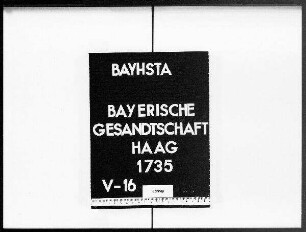 BAYHSTA
BAYERISCHE
GESANDTSCHAFT
HAAG
1735
V-16